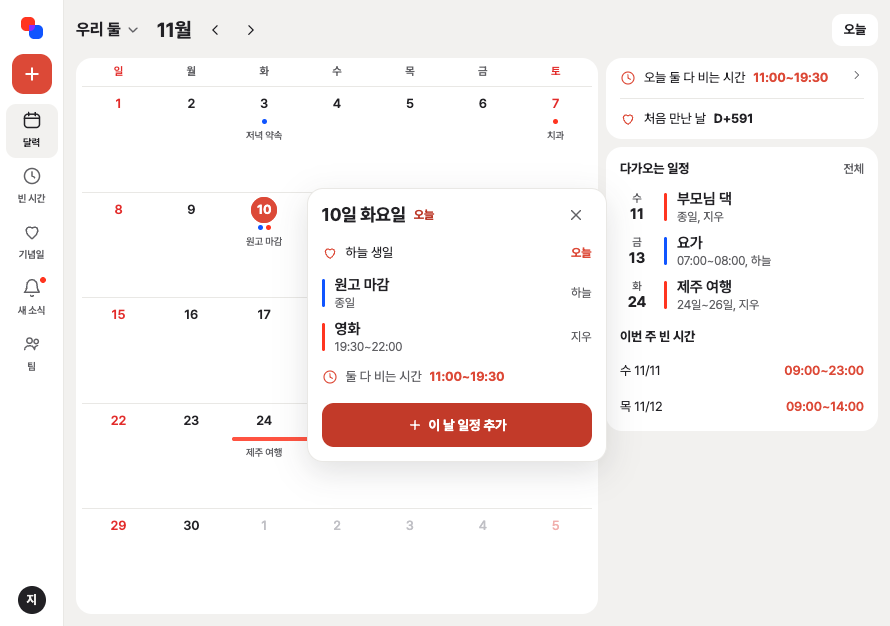 우리 둘
11월
오늘
달력
빈 시간
기념일
새 소식
팀
지
일 월 화 수 목 금 토
1 2 3 4 5 6 7
저녁 약속 치과
8 9 10
원고 마감
15 16 17
22 23 24
제주 여행
29 30 1 2 3 4 5
10일 화요일 오늘
하늘 생일 오늘
원고 마감
종일
하늘
영화
19:30~22:00
지우
둘 다 비는 시간 11:00~19:30
이 날 일정 추가
오늘 둘 다 비는 시간 11:00~19:30
처음 만난 날 D+591
다가오는 일정 전체
수
11
부모님 댁
종일, 지우
금
13
요가
07:00~08:00, 하늘
화
24
제주 여행
24일~26일, 지우
이번 주 빈 시간
수 11/11 09:00~23:00
목 11/12 09:00~14:00